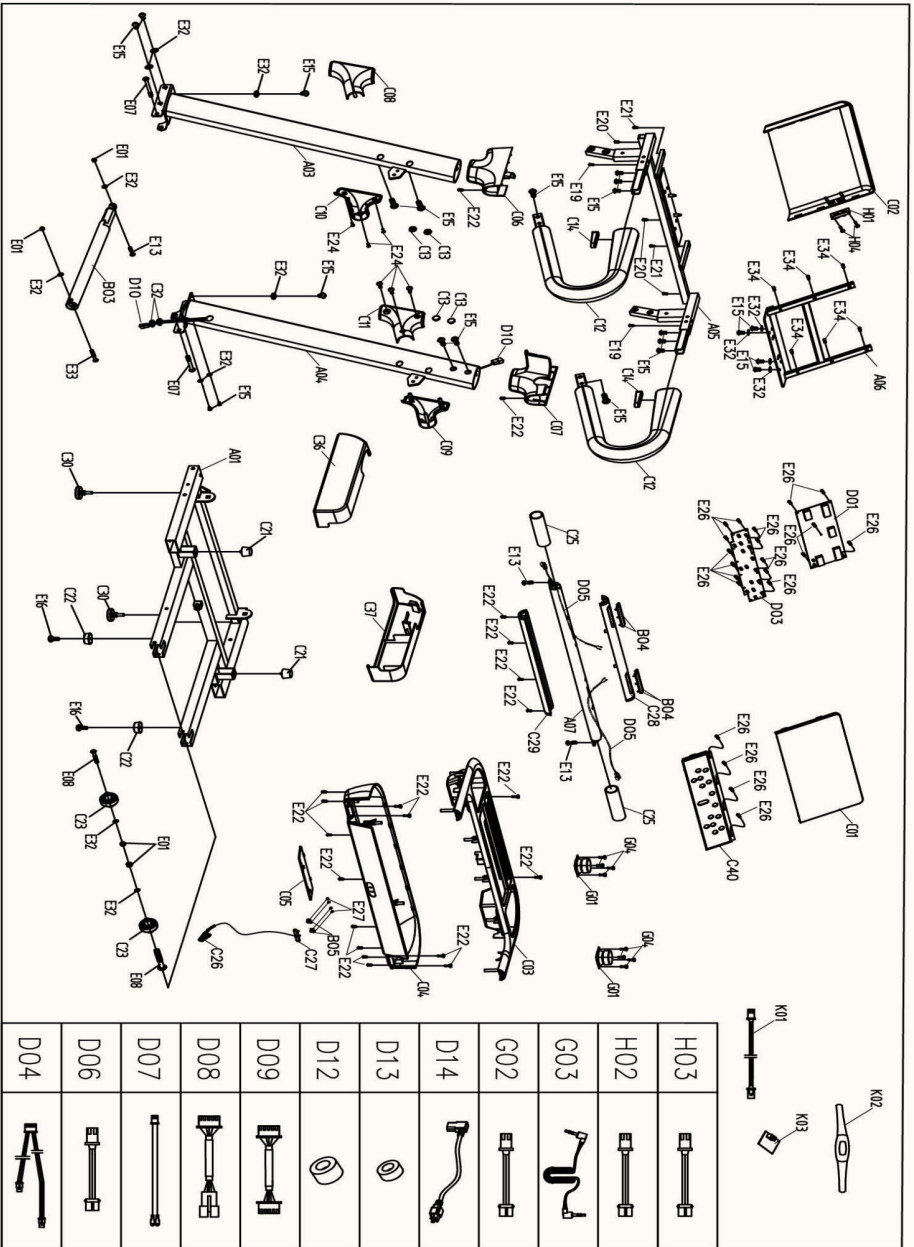 E32
E15
E07
E32
E15
C08
A03
E01
E32
E13
B03
E01
E32
E33
C10
E24
E15
E22
C13
C13
C06
E21
E20
E19
E15
E15
C14
C12
E20
E21
A05
E19
E15
C14
E15
C12
C02
H01
H04
E34
E34
E34
E34
E15
E32
E32
E15
E32
A06
D10
C32
E32
E15
E07
E32
E15
A04
E24
C11
C13
C13
E15
D10
E22
C07
C09
C36
C37
A01
C30
C21
C30
C22
E16
C21
E16
C22
E08
C23
E32
E01
E32
C23
E08
C25
E13
D05
B04
B04
C28
D05
A07
E13
C25
E22
E22
E22
E22
C29
E26
D01
E26
E26
E26
E26
E26
E26
E26
E26
D03
E26
E26
E26
E26
C01
C40
E22
E22
C03
G04
G01
G04
G01
E22
E22
E22
C05
E27
B05
E22
E22
C04
C26
C27
K01
K02
K03
H03
H02
G03
G02
D14
D13
D12
D09
D08
D07
D06
D04